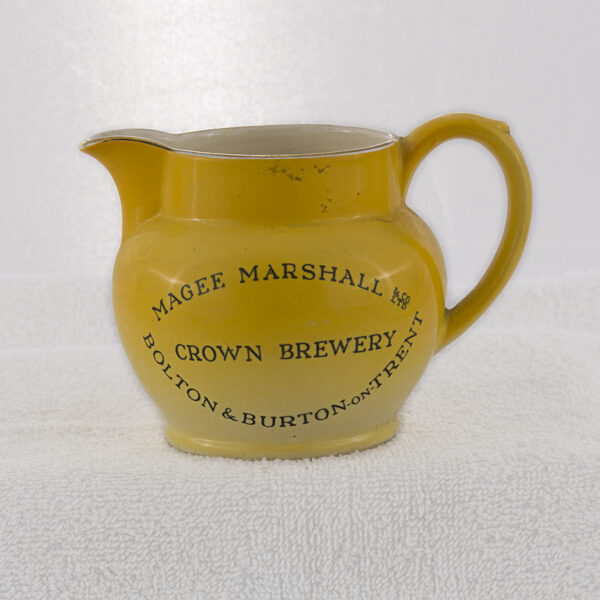 MAGEE MARSHALL & CO LTD
CROWN BREWERY
BOLTON & BURTON-ON-TRENT